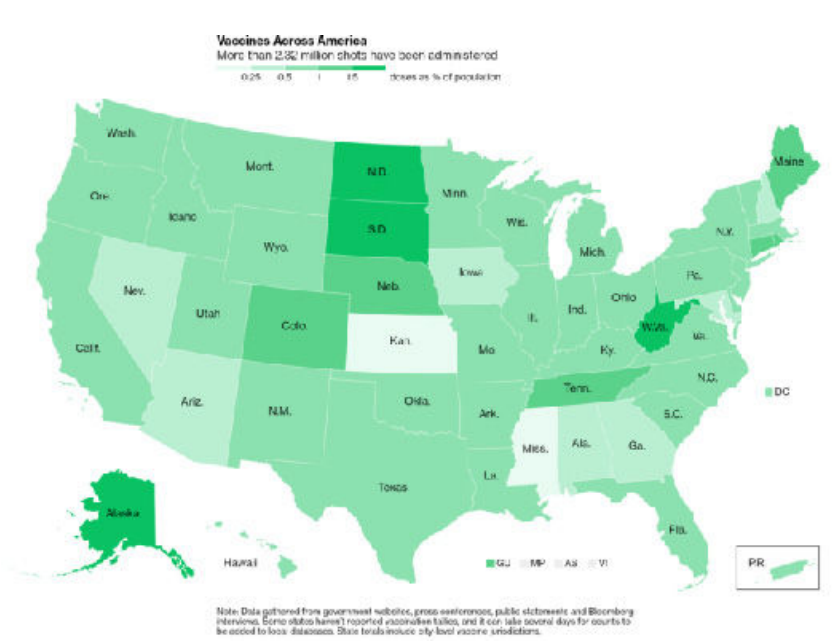 Vaccines Across America
More than 2.32 million shots have been administered
0.25 0.5 1 1.5 doses as % of population
Wash.
Maine
Mont.
N.D.
Minn.
Ore.
Idaho
S.D.
Wis.
N.Y.
Wyo.
Mich.
Iowa
Pa.
Nev.
Neb.
Ohio
Utah
Ill.
Ind.
Colo.
W.Va.
Va.
Calif.
Kan.
Mo.
Ky.
N.C.
Tenn.
DC
Ariz.
N.M.
Okla.
Ark.
S.C.
Miss.
Ala.
Ga.
La.
Texas
Alaska
Fla.
Hawaii
GU MP AS VI
P.R.
Note: Data gathered from government websites, press conferences, public statements and Bloomberg
interviews. Some states haven't reported vaccination tallies, and it can take several days for counts to
be added to local databases. State totals include city-level vaccine jurisdictions.